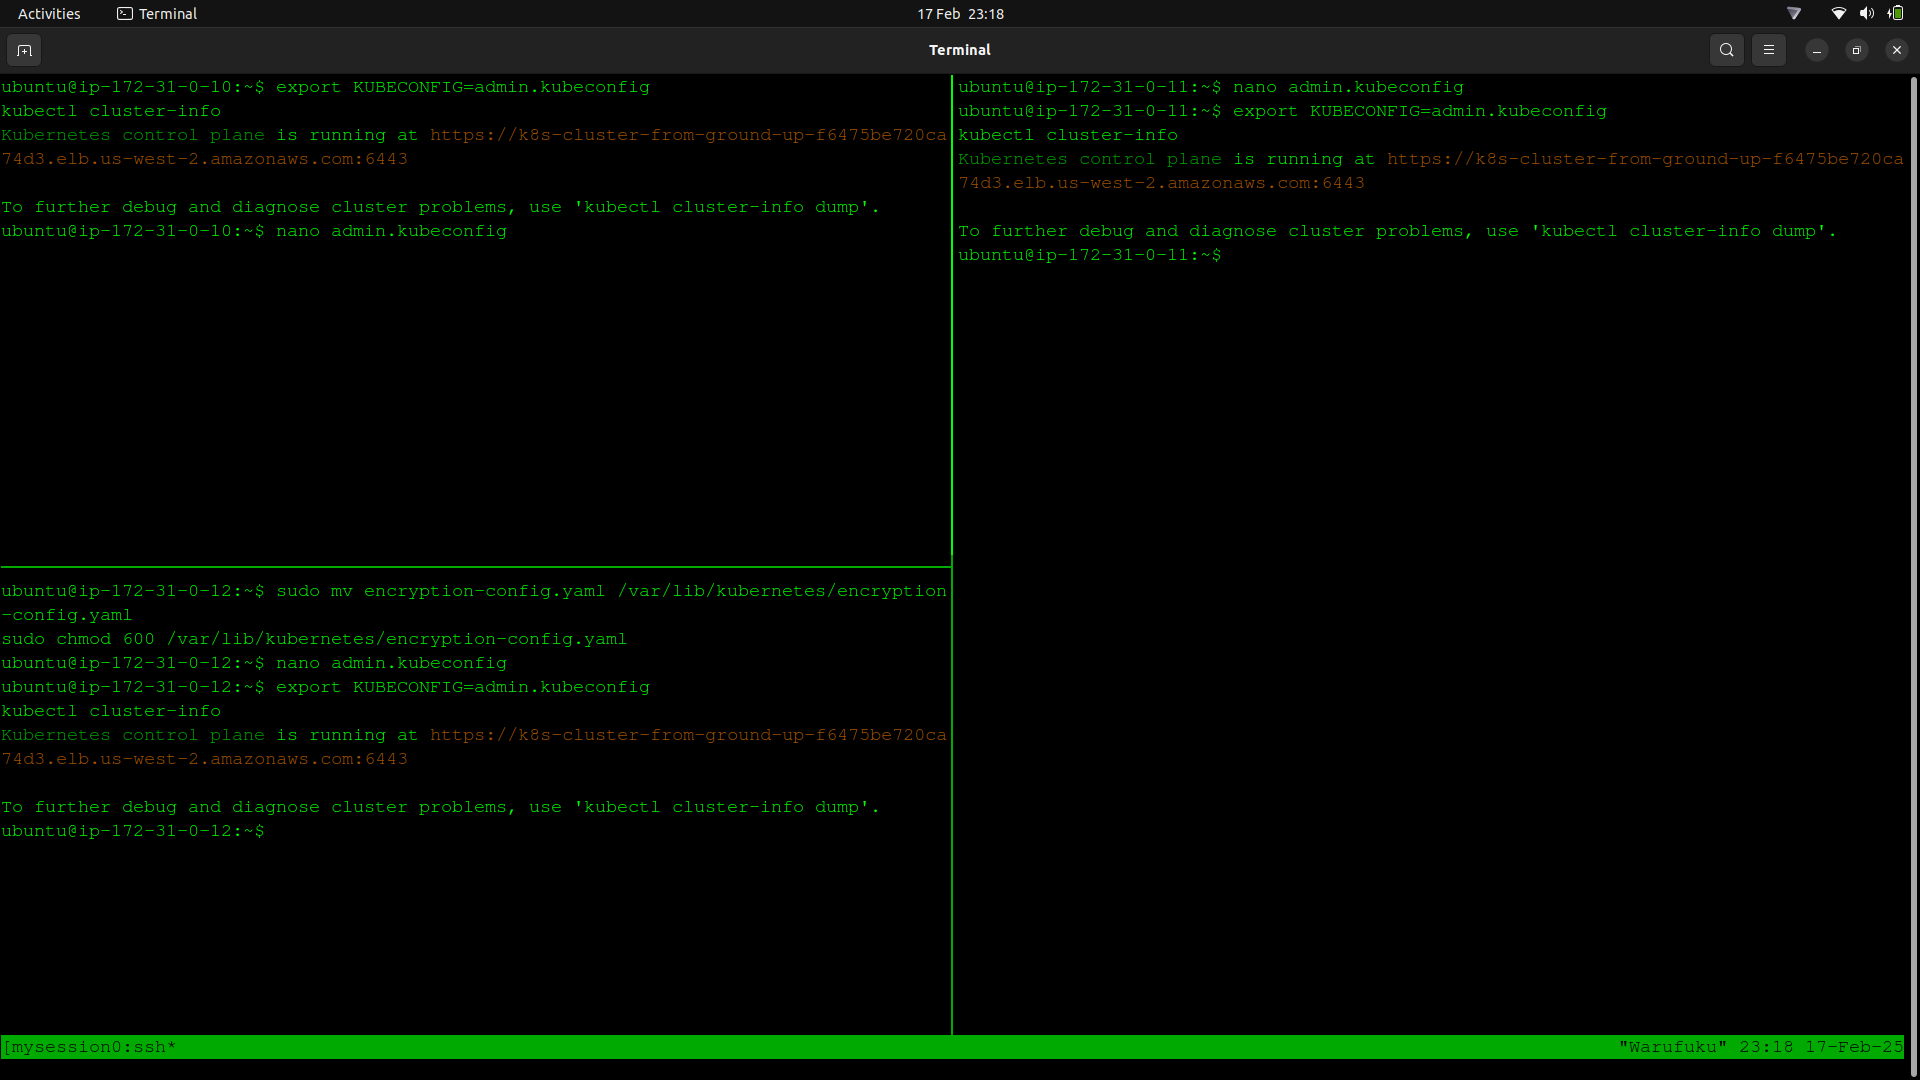 Activities Terminal 17 Feb 23:18
Terminal
ubuntu@ip-172-31-0-10:~$ export KUBECONFIG=admin.kubeconfig
kubectl cluster-info
Kubernetes control plane is running at https://k8s-cluster-from-ground-up-f6475be720ca
74d3.elb.us-west-2.amazonaws.com:6443
To further debug and diagnose cluster problems, use 'kubectl cluster-info dump'.
ubuntu@ip-172-31-0-10:~$ nano admin.kubeconfig
ubuntu@ip-172-31-0-12:~$ sudo mv encryption-config.yaml /var/lib/kubernetes/encryption
-config.yaml
sudo chmod 600 /var/lib/kubernetes/encryption-config.yaml
ubuntu@ip-172-31-0-12:~$ nano admin.kubeconfig
ubuntu@ip-172-31-0-12:~$ export KUBECONFIG=admin.kubeconfig
kubectl cluster-info
Kubernetes control plane is running at https://k8s-cluster-from-ground-up-f6475be720ca
74d3.elb.us-west-2.amazonaws.com:6443
To further debug and diagnose cluster problems, use 'kubectl cluster-info dump'.
ubuntu@ip-172-31-0-12:~$
ubuntu@ip-172-31-0-11:~$ nano admin.kubeconfig
ubuntu@ip-172-31-0-11:~$ export KUBECONFIG=admin.kubeconfig
kubectl cluster-info
Kubernetes control plane is running at https://k8s-cluster-from-ground-up-f6475be720ca
74d3.elb.us-west-2.amazonaws.com:6443
To further debug and diagnose cluster problems, use 'kubectl cluster-info dump'.
ubuntu@ip-172-31-0-11:~$
[mysession0:ssh* "Warufuku" 23:18 17-Feb-25